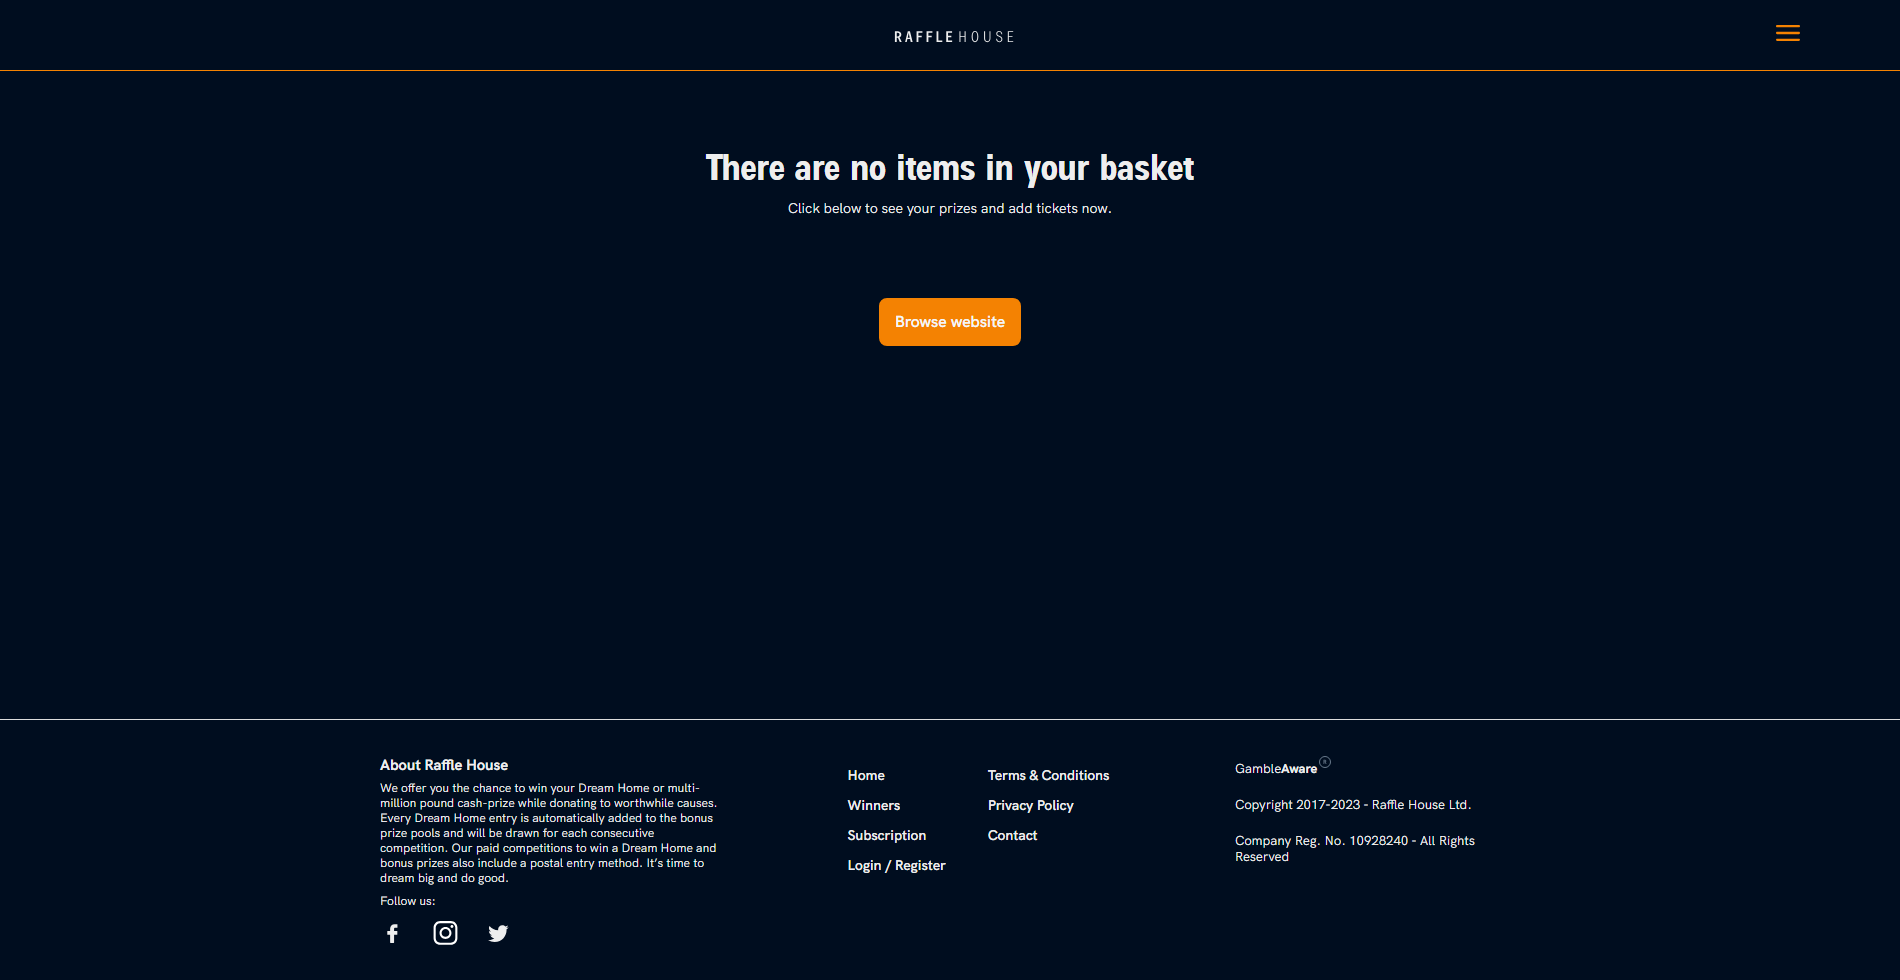 RAFFLE HOUSE
There are no items in your basket
Click below to see your prizes and add tickets now.
Browse website
About Raffle House
We offer you the chance to win your Dream Home or multi-
million pound cash-prize while donating to worthwhile causes.
Every Dream Home entry is automatically added to the bonus
prize pools and will be drawn for each consecutive
competition. Our paid competitions to win a Dream Home and
bonus prizes also include a postal entry method. It's time to
dream big and do good.
Follow us:
Home
Winners
Subscription
Login / Register
Terms & Conditions
Privacy Policy
Contact
GambleAware ®
Copyright 2017-2023 - Raffle House Ltd.
Company Reg. No. 10928240 - All Rights
Reserved